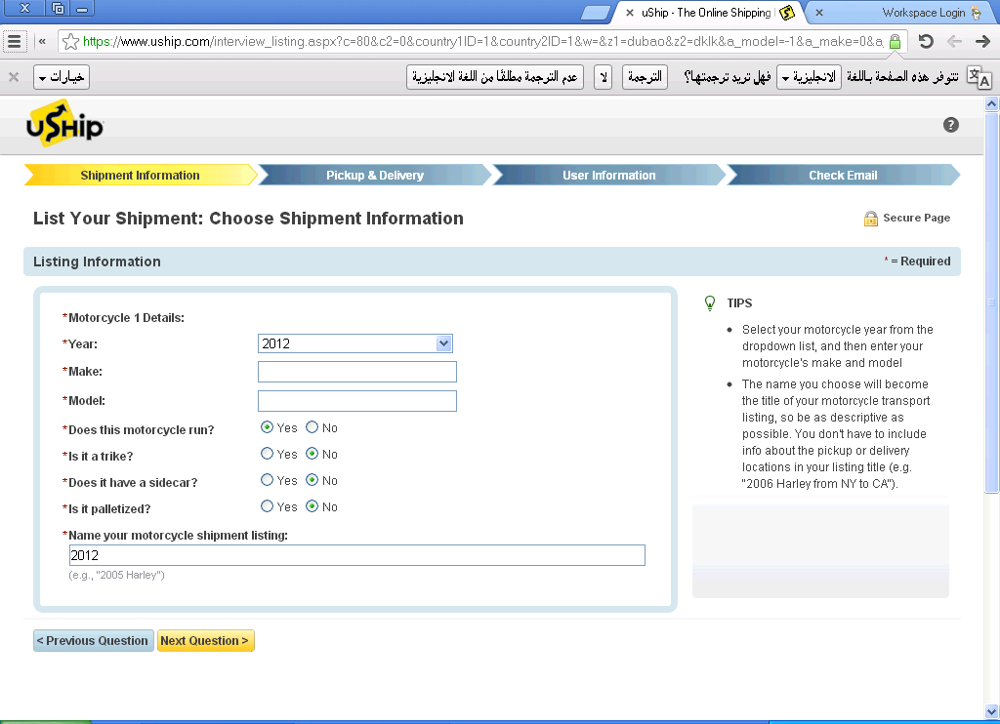 uShip - The Online Shipping
Workspace Login
https://www.uship.com/interview_listing.aspx?c=80&c2=0&country1ID=1&country2ID=1&w=&z1=dubao&z2=dklk&a_model=-1&a_make=0&a_
تتوفر هذه الصفحة باللغة الانجليزية فهل تريد ترجمتها؟ الترجمة لا عدم الترجمة مطلقًا من اللغة الانجليزية خيارات
uShip
Shipment Information Pickup & Delivery User Information Check Email
List Your Shipment: Choose Shipment Information
Secure Page
Listing Information
* = Required
*Motorcycle 1 Details:
*Year: 2012
*Make:
*Model:
*Does this motorcycle run? Yes No
*Is it a trike? Yes No
*Does it have a sidecar? Yes No
*Is it palletized? Yes No
*Name your motorcycle shipment listing:
2012
(e.g., "2005 Harley")
TIPS
• Select your motorcycle year from the
dropdown list, and then enter your
motorcycle's make and model
• The name you choose will become
the title of your motorcycle transport
listing, so be as descriptive as
possible. You don't have to include
info about the pickup or delivery
locations in your listing title (e.g.
"2006 Harley from NY to CA").
< Previous Question Next Question >